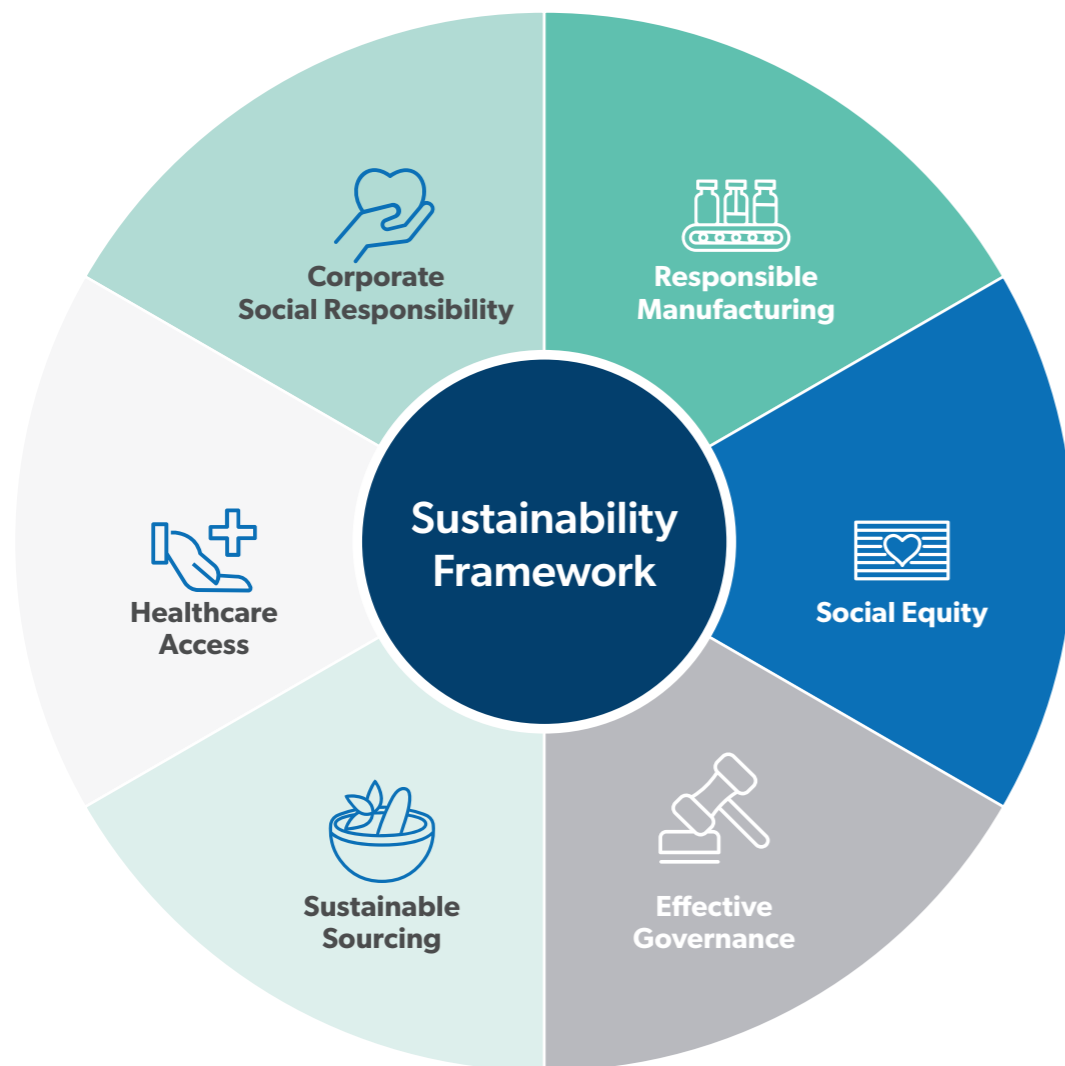 Corporate
Social Responsibility
Responsible
Manufacturing
Sustainability
Framework
Healthcare
Access
Social Equity
Sustainable
Sourcing
Effective
Governance